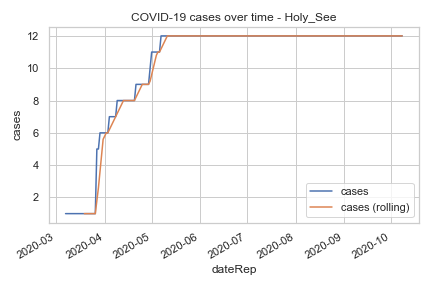 COVID-19 cases over time - Holy_See
cases
12
10
8
6
4
2
cases
cases (rolling)
2020-03
2020-04
2020-05
2020-06
2020-07
2020-08
2020-09
2020-10
dateRep